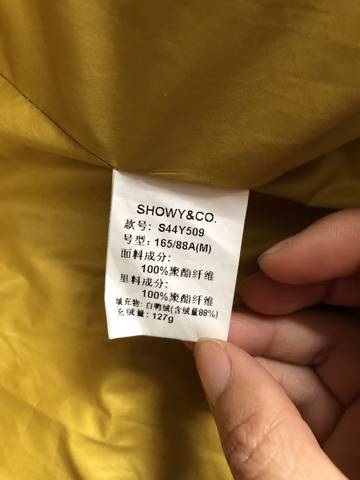 SHOWY&CO.
款号: S44Y509
号型: 165/88A(M)
面料成分:
100%聚酯纤维
里料成分:
100%聚酯纤维
填充物: 白鸭绒(含绒量88%)
充绒量: 127g